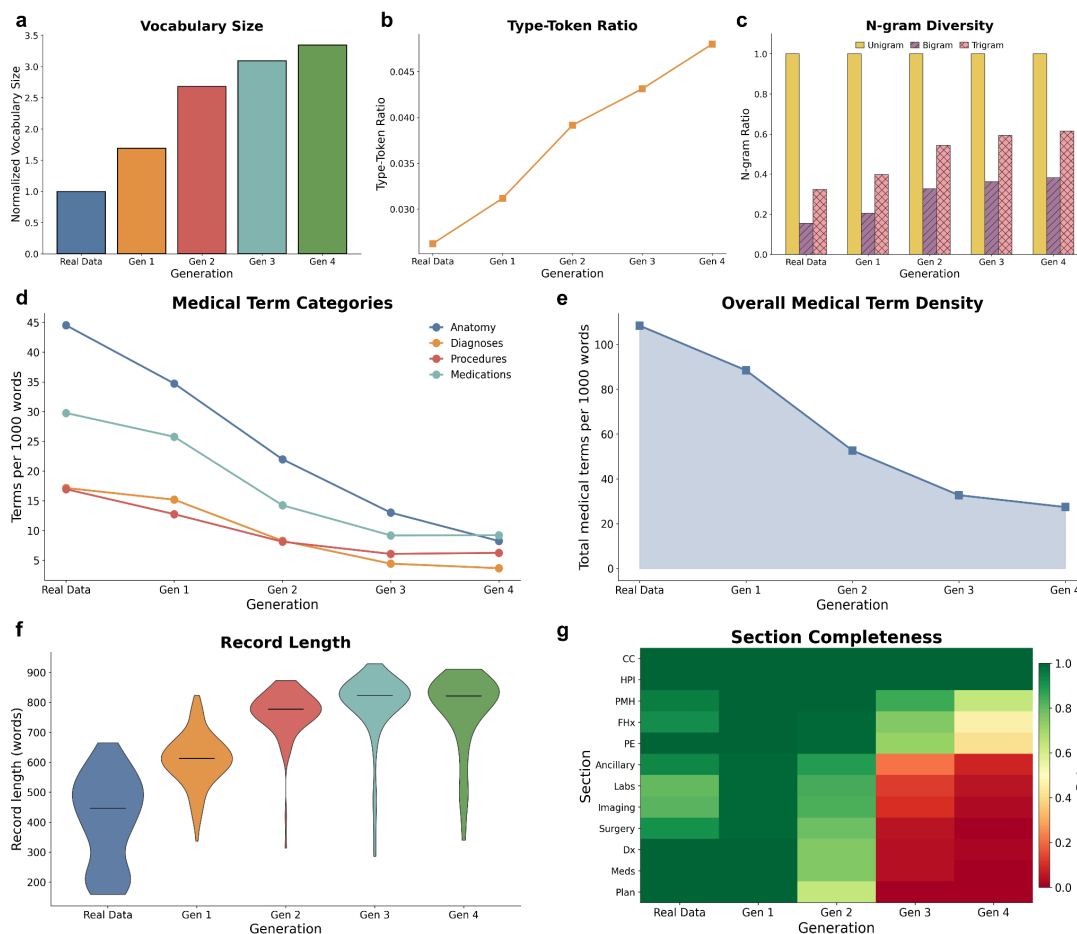 a
Vocabulary Size
Normalized Vocabulary Size
3.5
3.0
2.5
2.0
1.5
1.0
0.5
0.0
Real Data Gen 1 Gen 2 Gen 3 Gen 4
Generation
b
Type-Token Ratio
Type-Token Ratio
0.045
0.040
0.035
0.030
Real Data Gen 1 Gen 2 Gen 3 Gen 4
Generation
c
N-gram Diversity
Unigram Bigram Trigram
N-gram Ratio
1.0
0.8
0.6
0.4
0.2
0.0
Real Data Gen 1 Gen 2 Gen 3 Gen 4
Generation
d
Medical Term Categories
Anatomy
Diagnoses
Procedures
Medications
Terms per 1000 words
45
40
35
30
25
20
15
10
5
Real Data Gen 1 Gen 2 Gen 3 Gen 4
Generation
e
Overall Medical Term Density
Total medical terms per 1000 words
100
80
60
40
20
0
Real Data Gen 1 Gen 2 Gen 3 Gen 4
Generation
f
Record Length
Record length (words)
900
800
700
600
500
400
300
200
Real Data Gen 1 Gen 2 Gen 3 Gen 4
Generation
g
Section Completeness
Section
CC
HPI
PMH
FHx
PE
Ancillary
Labs
Imaging
Surgery
Dx
Meds
Plan
Real Data Gen 1 Gen 2 Gen 3 Gen 4
Generation
1.0
0.8
0.6
0.4
0.2
0.0